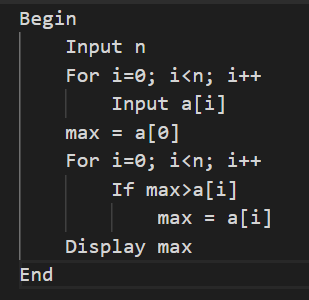 Begin
Input n
For i=0; i<n; i++
Input a[i]
max = a[0]
For i=0; i<n; i++
If max>a[i]
max = a[i]
Display max
End